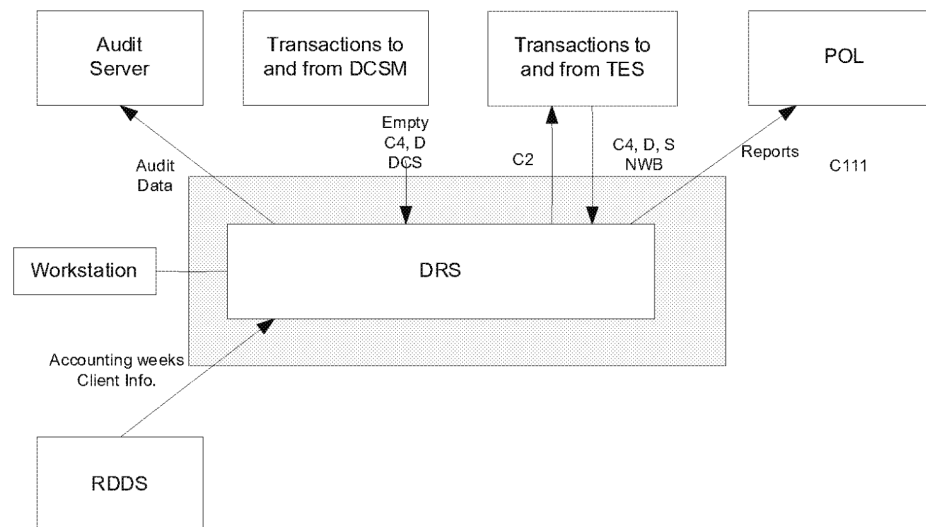 Audit
Server
Transactions to
and from DCSM
Transactions to
and from TES
POL
Empty
C4, D
DCS
C2
C4, D, S
NWB
Reports
C111
Audit
Data
Workstation
DRS
Accounting weeks
Client Info.
RDDS